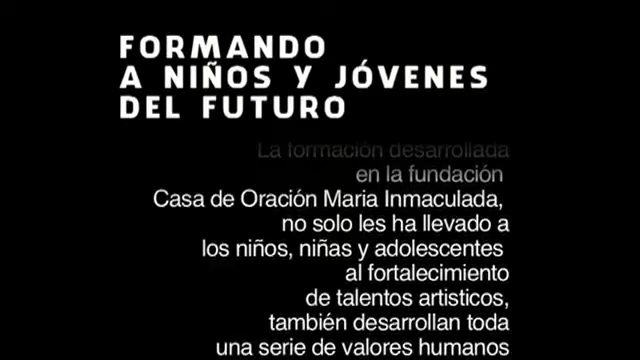 FORMANDO
A NIÑOS Y JÓVENES
DEL FUTURO
La formación desarrollada
en la fundación
Casa de Oración Maria Inmaculada,
no solo les ha llevado a
los niños, niñas y adolescentes
al fortalecimiento
de talentos artisticos,
también desarrollan toda
una serie de valores humanos